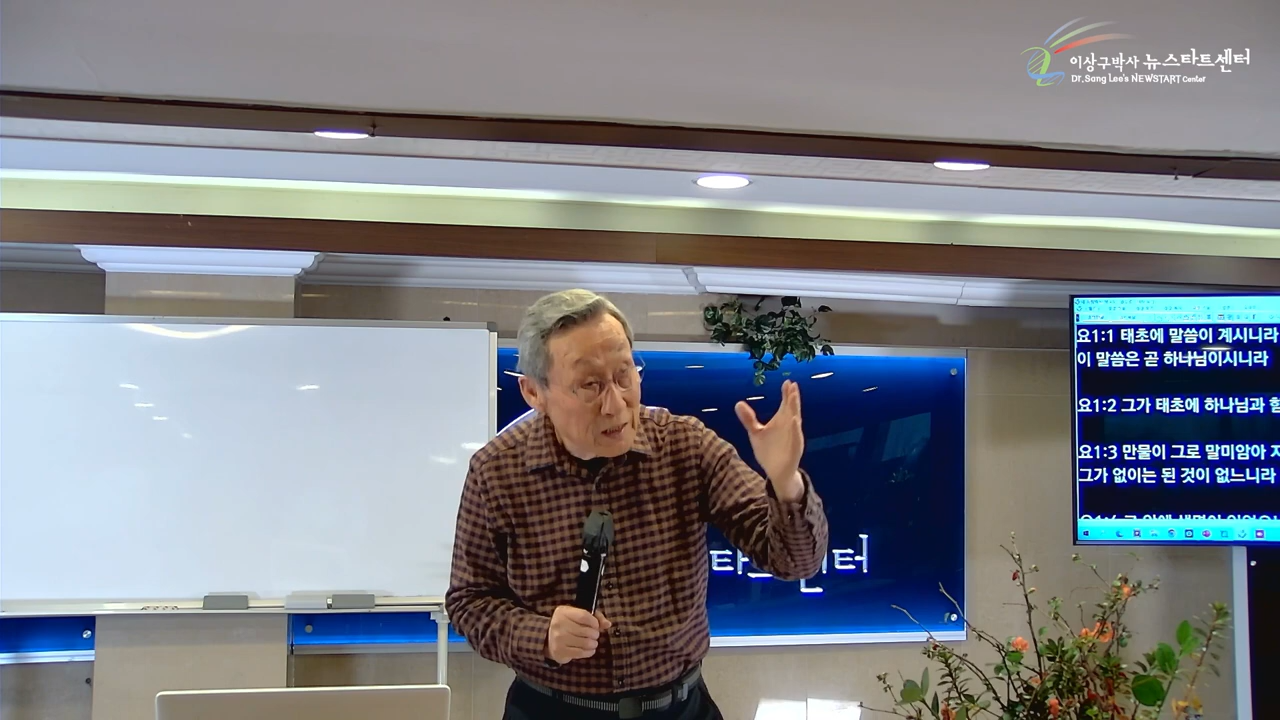 이상구박사 뉴스타트센터
Dr. Sang Lee's NEWSTART Center
요1:1 태초에 말씀이 계시니라
이 말씀은 곧 하나님이시니라
요1:2 그가 태초에 하나님과 함
요1:3 만물이 그로 말미암아 지
그가 없이는 된 것이 없느니라
타트센터